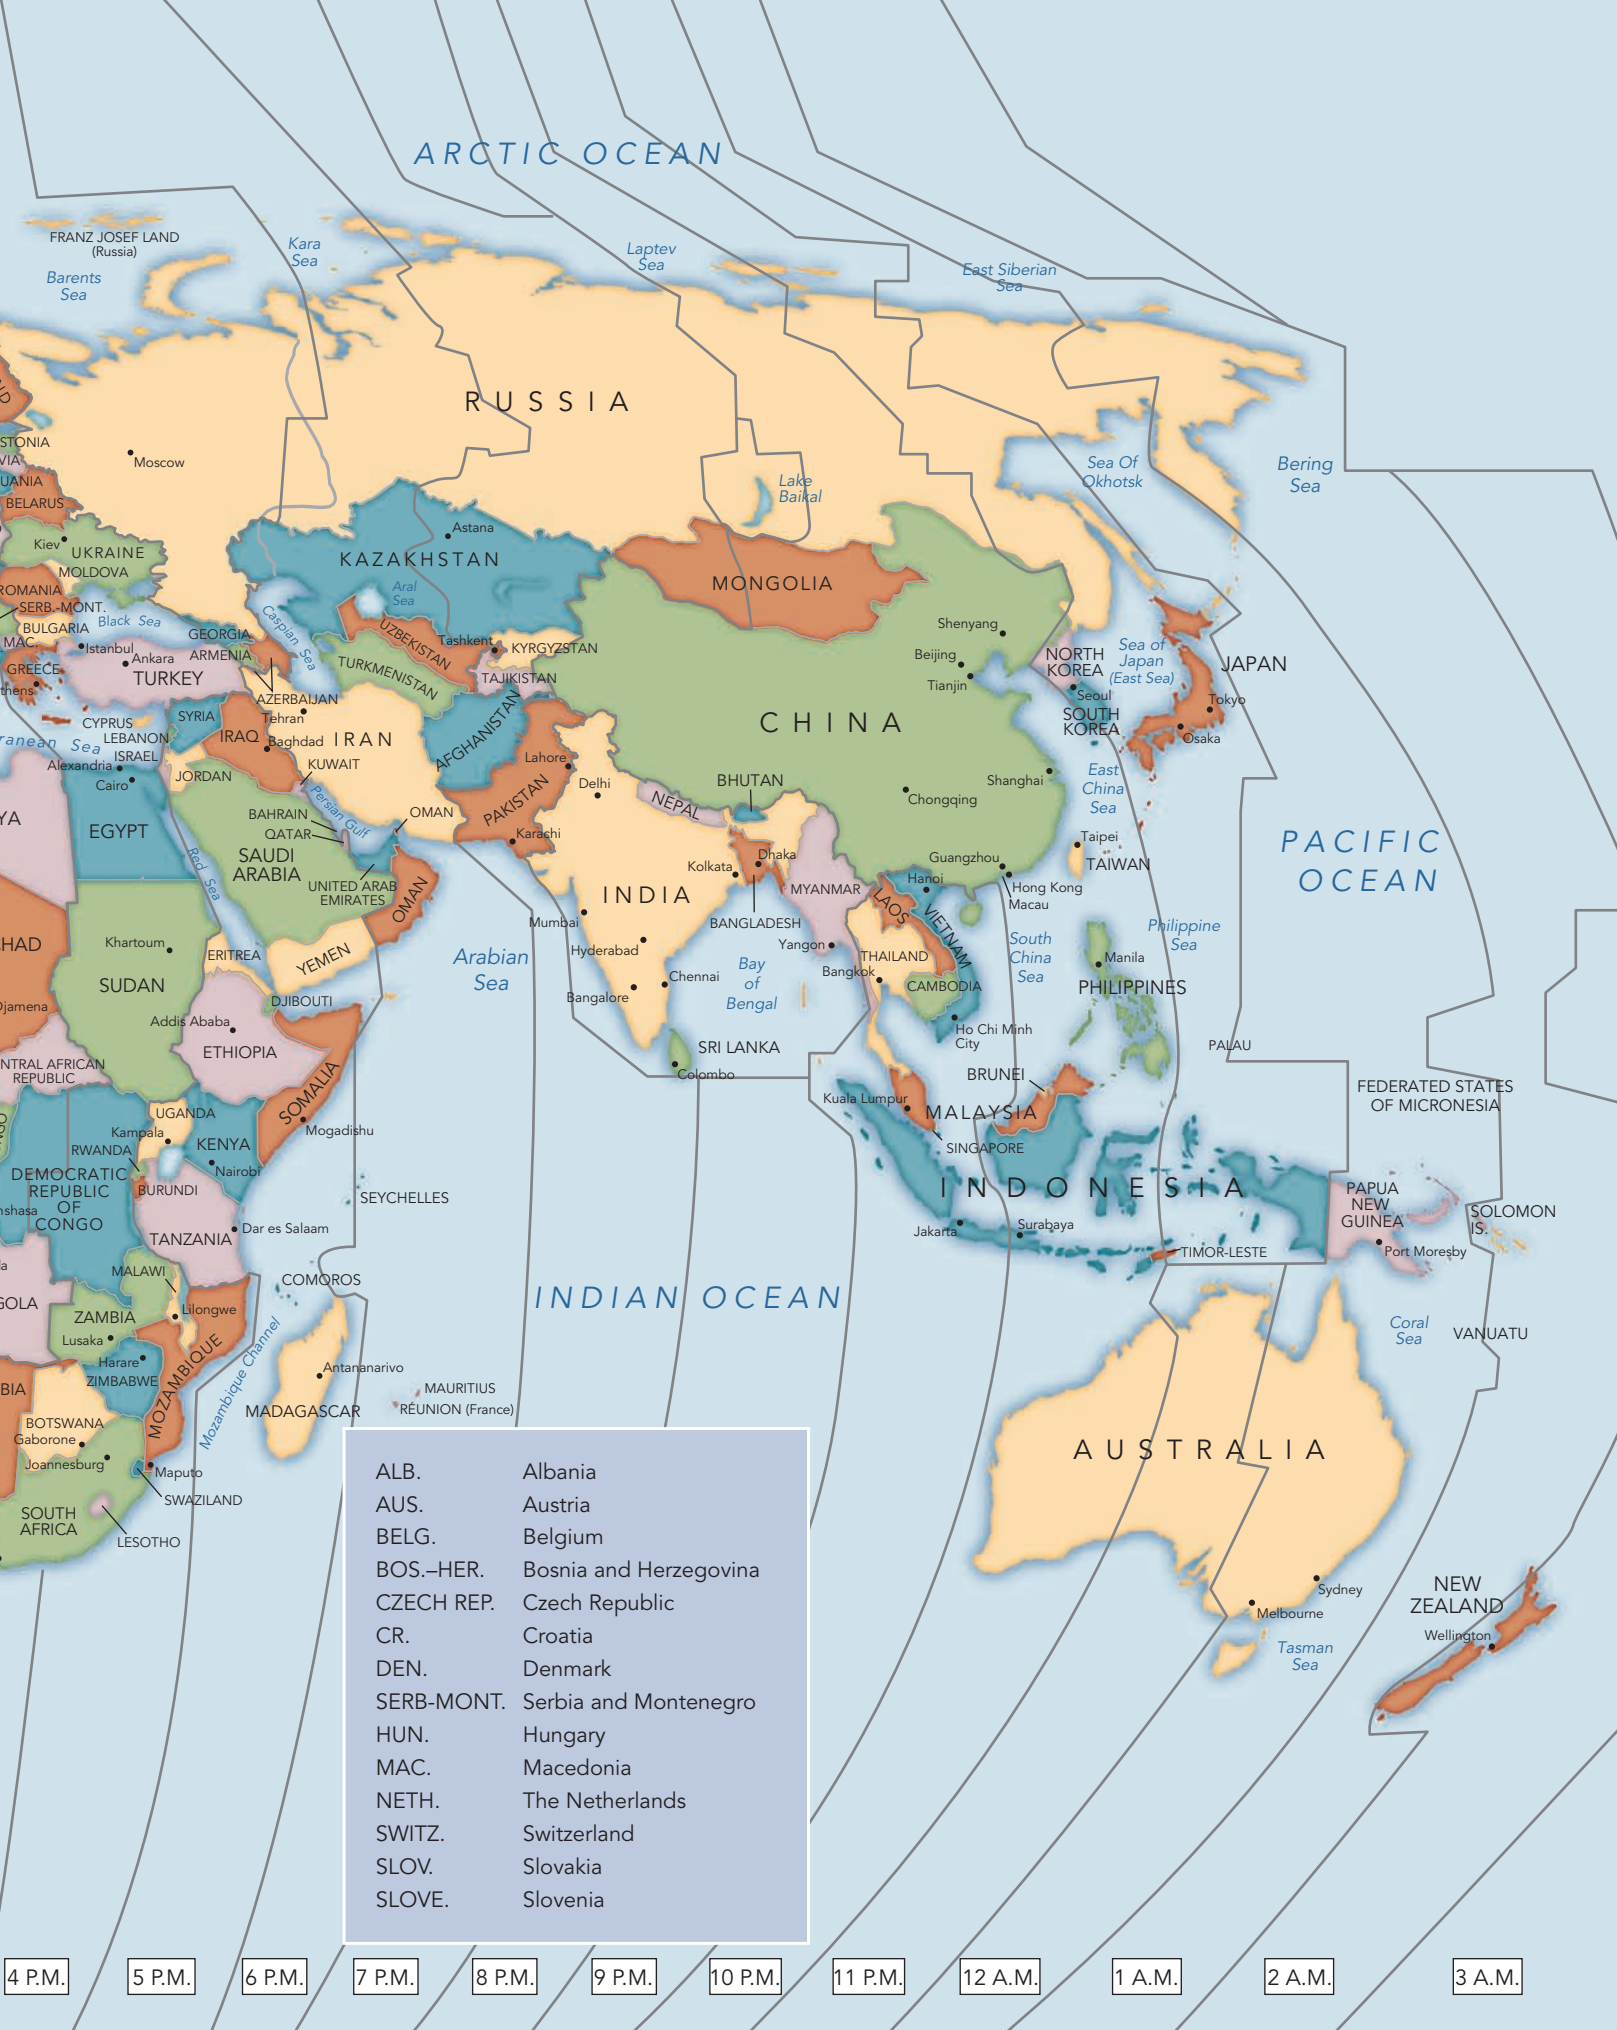 ARCTIC OCEAN
FRANZ JOSEF LAND
(Russia)
Kara
Sea
Laptev
Sea
Barents
Sea
East Siberian
Sea
RUSSIA
Moscow
STONIA
VIA
UANIA
BELARUS
Sea Of
Okhotsk
Bering
Sea
Lake
Baikal
Kiev
UKRAINE
MOLDOVA
Astana
KAZAKHSTAN
Aral
Sea
MONGOLIA
ROMANIA
SERB.-MONT.
BULGARIA
Black Sea
MAC.
Istanbul
GREECE
Ankara
TURKEY
thens
GEORGIA
ARMENIA
AZERBAIJAN
Caspian Sea
UZBEKISTAN
Tashkent
KYRGYZSTAN
TURKMENISTAN
TAJIKISTAN
Shenyang
Beijing
Tianjin
NORTH
KOREA
Seoul
SOUTH
KOREA
Sea of
Japan
(East Sea)
JAPAN
Tokyo
Osaka
CYPRUS
LEBANON
ISRAEL
ranean Sea
SYRIA
Tehran
IRAQ
Baghdad
IRAN
AFGHANISTAN
CHINA
Alexandria
Cairo
JORDAN
KUWAIT
Lahore
PAKISTAN
Delhi
NEPAL
BHUTAN
Shanghai
Chongqing
East
China
Sea
YA
EGYPT
BAHRAIN
QATAR
Persian Gulf
OMAN
Karachi
SAUDI
ARABIA
Red Sea
UNITED ARAB
EMIRATES
OMAN
Kolkata
Dhaka
INDIA
BANGLADESH
MYANMAR
Guangzhou
Hanoi
Hong Kong
Macau
Taipei
TAIWAN
PACIFIC
OCEAN
LAOS
VIETNAM
Mumbai
Hyderabad
Yangon
THAILAND
Bangkok
CAMBODIA
South
China
Sea
Philippine
Sea
Manila
PHILIPPINES
HAD
Khartoum
SUDAN
ERITREA
YEMEN
Arabian
Sea
Bay
of
Bengal
Chennai
Bangalore
DJIBOUTI
Djamena
Addis Ababa
ETHIOPIA
Ho Chi Minh
City
SRI LANKA
Colombo
PALAU
NTRAL AFRICAN
REPUBLIC
SOMALIA
BRUNEI
Kuala Lumpur
MALAYSIA
SINGAPORE
FEDERATED STATES
OF MICRONESIA
NGO
UGANDA
Kampala
KENYA
RWANDA
Nairobi
Mogadishu
DEMOCRATIC
REPUBLIC
OF
CONGO
BURUNDI
nshasa
SEYCHELLES
INDONESIA
PAPUA
NEW
GUINEA
Port Moresby
SOLOMON
IS.
TANZANIA
Dar es Salaam
Jakarta
Surabaya
TIMOR-LESTE
MALAWI
COMOROS
INDIAN OCEAN
GOLA
ZAMBIA
Lilongwe
Lusaka
Harare
ZIMBABWE
MOZAMBIQUE
Mozambique Channel
Antananarivo
MADAGASCAR
MAURITIUS
RÉUNION (France)
Coral
Sea
VANUATU
BIA
BOTSWANA
Gaborone
Joannesburg
Maputo
SWAZILAND
SOUTH
AFRICA
LESOTHO
AUSTRALIA
Sydney
Melbourne
Tasman
Sea
NEW
ZEALAND
Wellington
ALB. Albania
AUS. Austria
BELG. Belgium
BOS.–HER. Bosnia and Herzegovina
CZECH REP. Czech Republic
CR. Croatia
DEN. Denmark
SERB-MONT. Serbia and Montenegro
HUN. Hungary
MAC. Macedonia
NETH. The Netherlands
SWITZ. Switzerland
SLOV. Slovakia
SLOVE. Slovenia
4 P.M. 5 P.M. 6 P.M. 7 P.M. 8 P.M. 9 P.M. 10 P.M. 11 P.M. 12 A.M. 1 A.M. 2 A.M. 3 A.M.